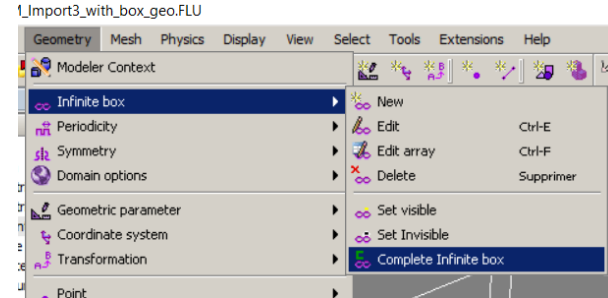 _Import3_with_box_geo.FLU
Geometry Mesh Physics Display View Select Tools Extensions Help
Modeler Context
Infinite box
New
Periodicity
Edit Ctrl-E
Symmetry
Edit array Ctrl-F
Domain options
Delete Supprimer
Geometric parameter
Set visible
Coordinate system
Set Invisible
Transformation
Complete Infinite box
Point